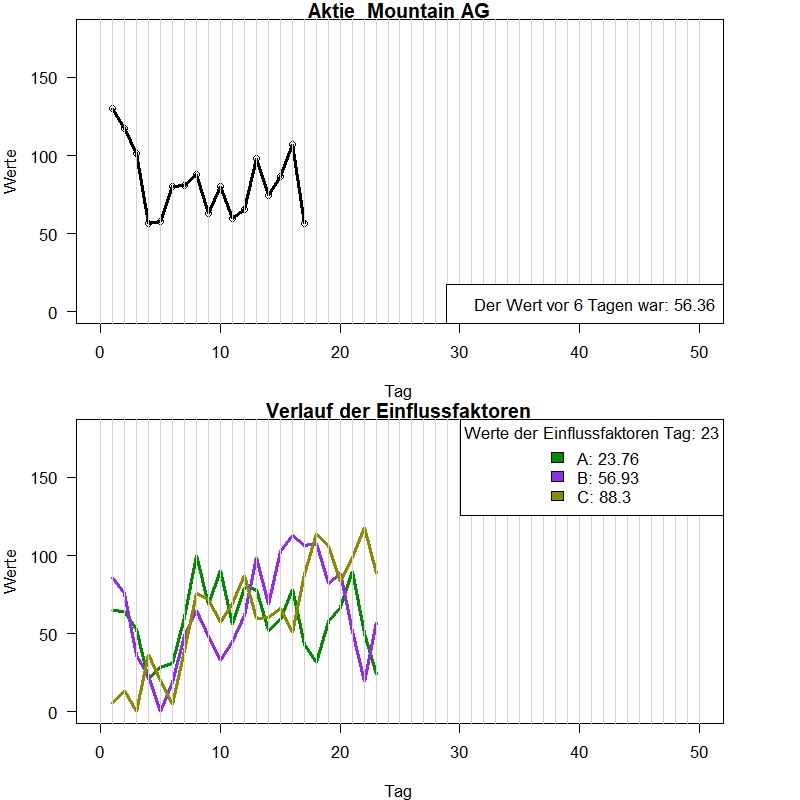 Aktie  Mountain AG
Werte
150
100
50
0
Der Wert vor 6 Tagen war: 56.36
0 10 20 30 40 50
Tag
Verlauf der Einflussfaktoren
Werte
150
100
50
0
Werte der Einflussfaktoren Tag: 23
A: 23.76
B: 56.93
C: 88.3
0 10 20 30 40 50
Tag